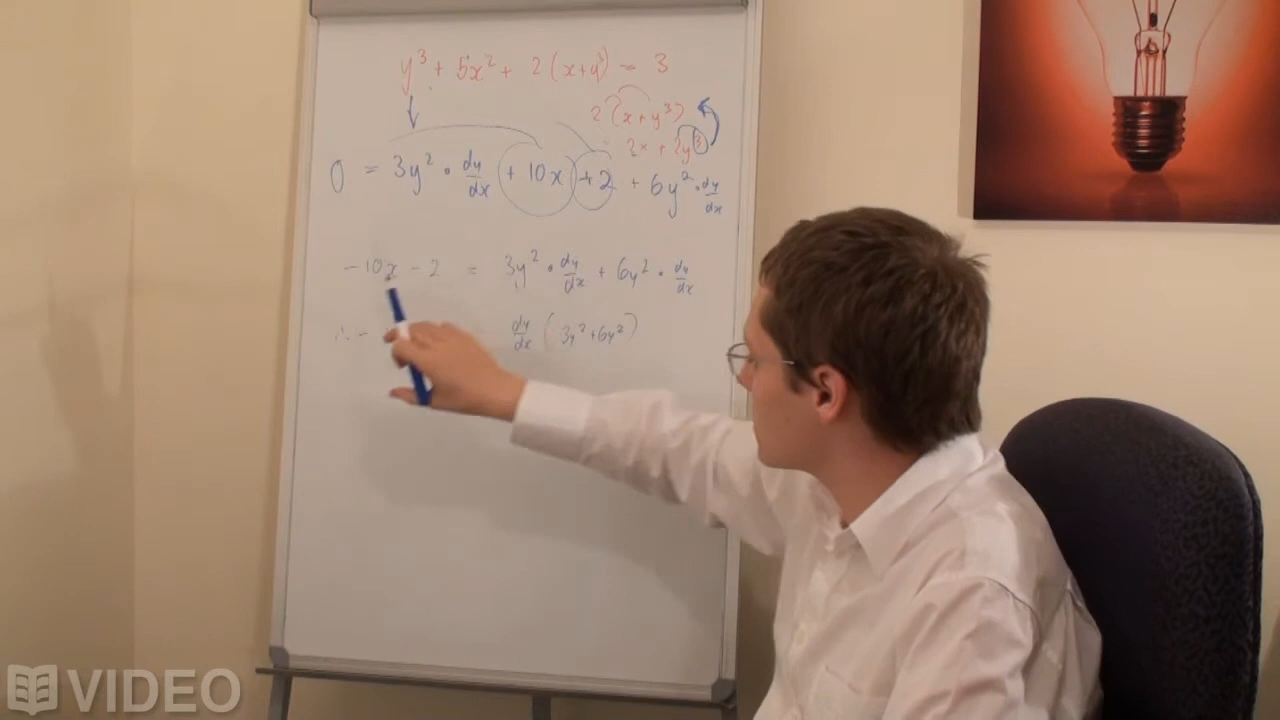 y³ + 5x² + 2(x+y³) = 3
2(x+y³)
= 2x + 2y³
0 = 3y² · dy/dx + 10x + 2 + 6y² · dy/dx
-10x - 2 = 3y² · dy/dx + 6y² · dy/dx
∴ - dy/dx (3y²+6y²)
VIDEO